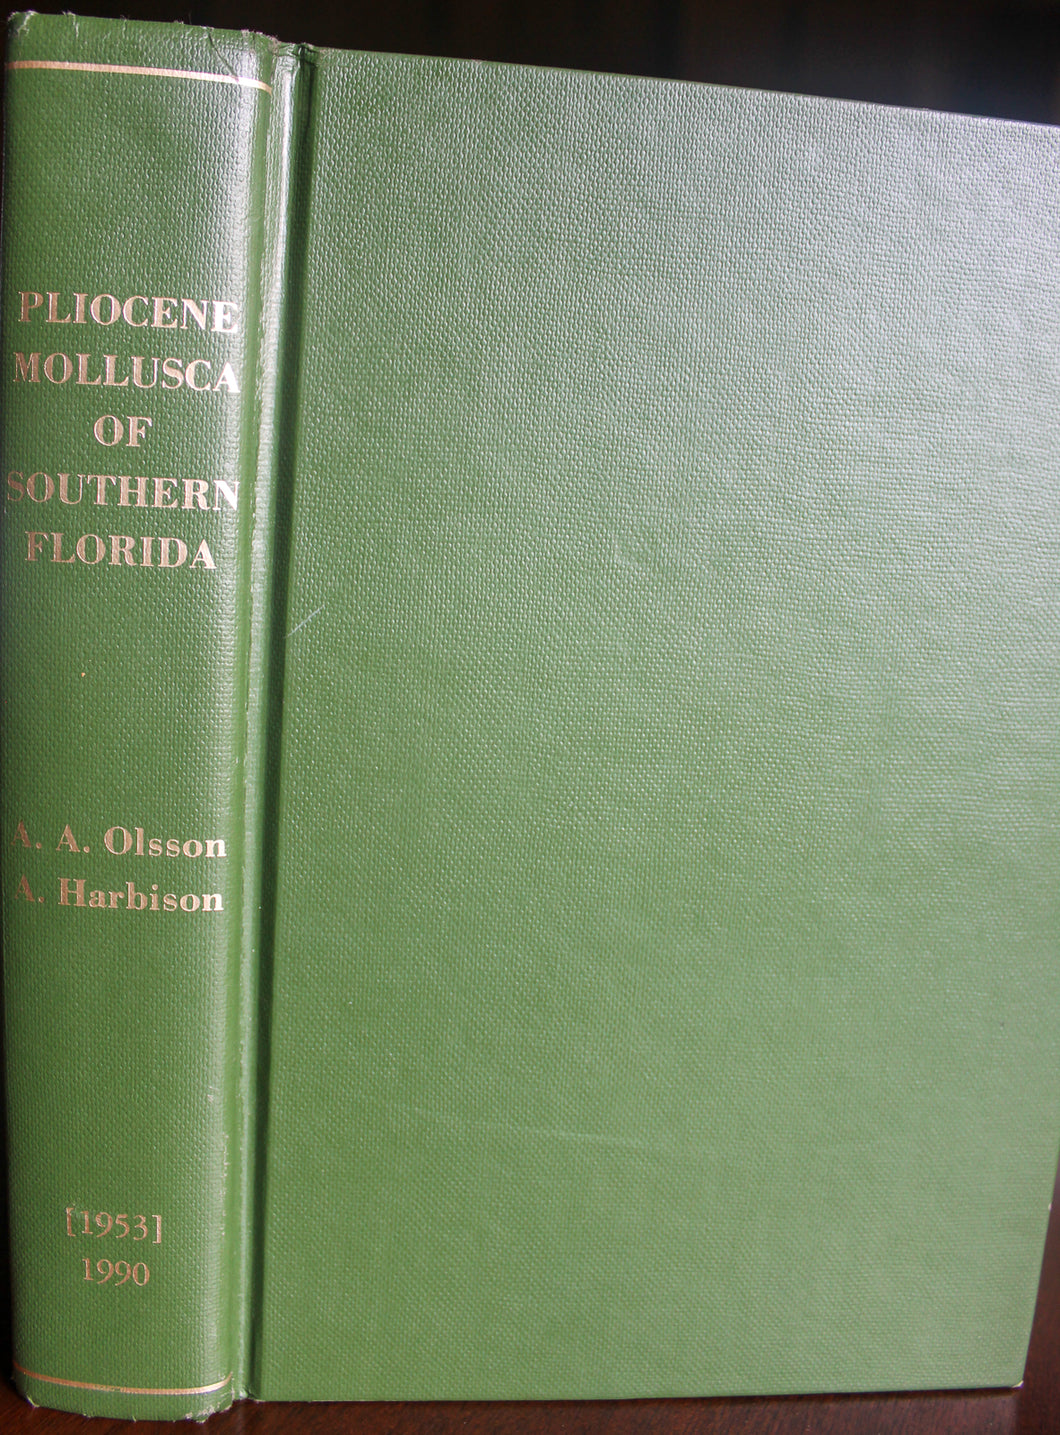 PLIOCENE
MOLLUSCA
OF
SOUTHERN
FLORIDA
A. A. Olsson
A. Harbison
[1953]
1990